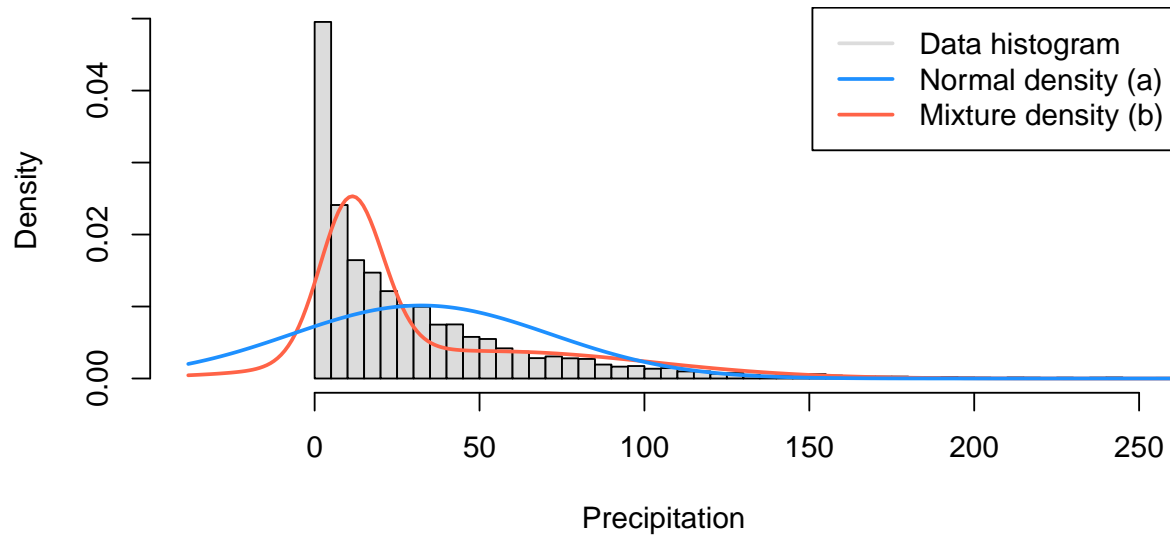 Data histogram
Normal density (a)
Mixture density (b)
Density
0.04
0.02
0.00
0 50 100 150 200 250
Precipitation